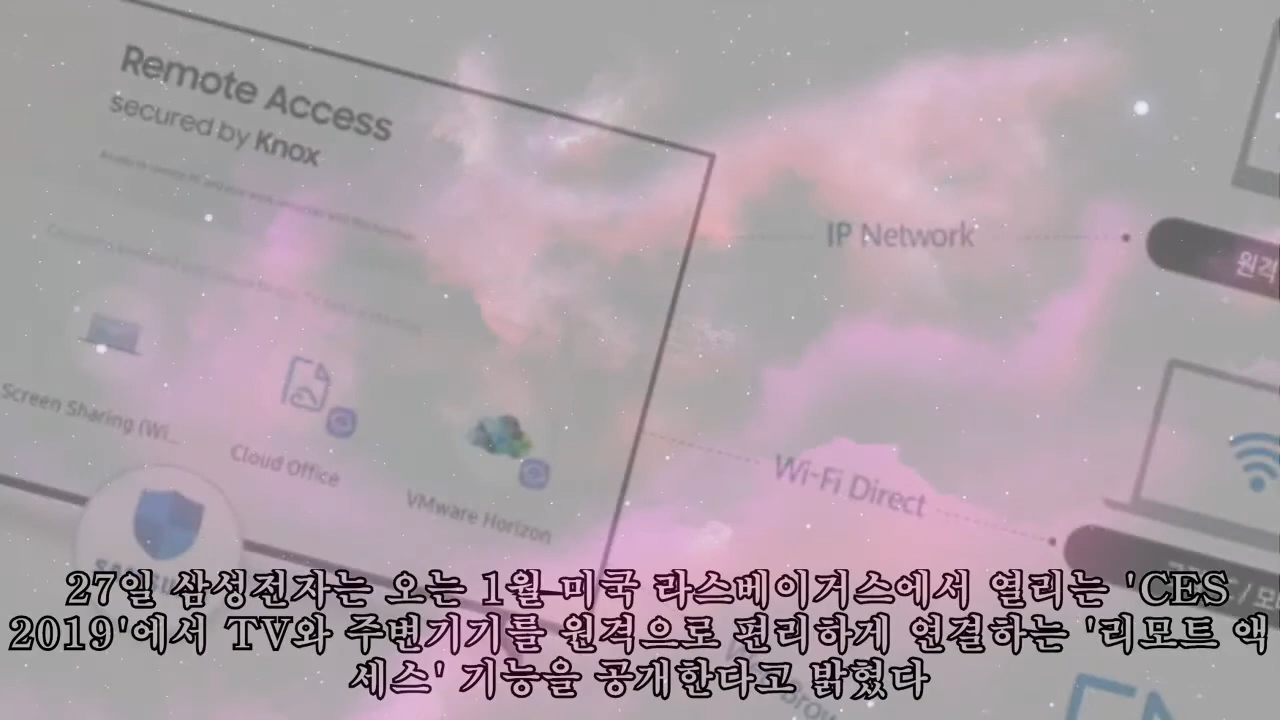 Remote Access
secured by Knox
IP Network
원격
Screen Sharing (Wi...
Cloud Office
VMware Horizon
Wi-Fi Direct
27일 삼성전자는 오는 1월 미국 라스베이거스에서 열리는 'CES
2019'에서 TV와 주변기기를 원격으로 편리하게 연결하는 '리모트 액
세스' 기능을 공개한다고 밝혔다